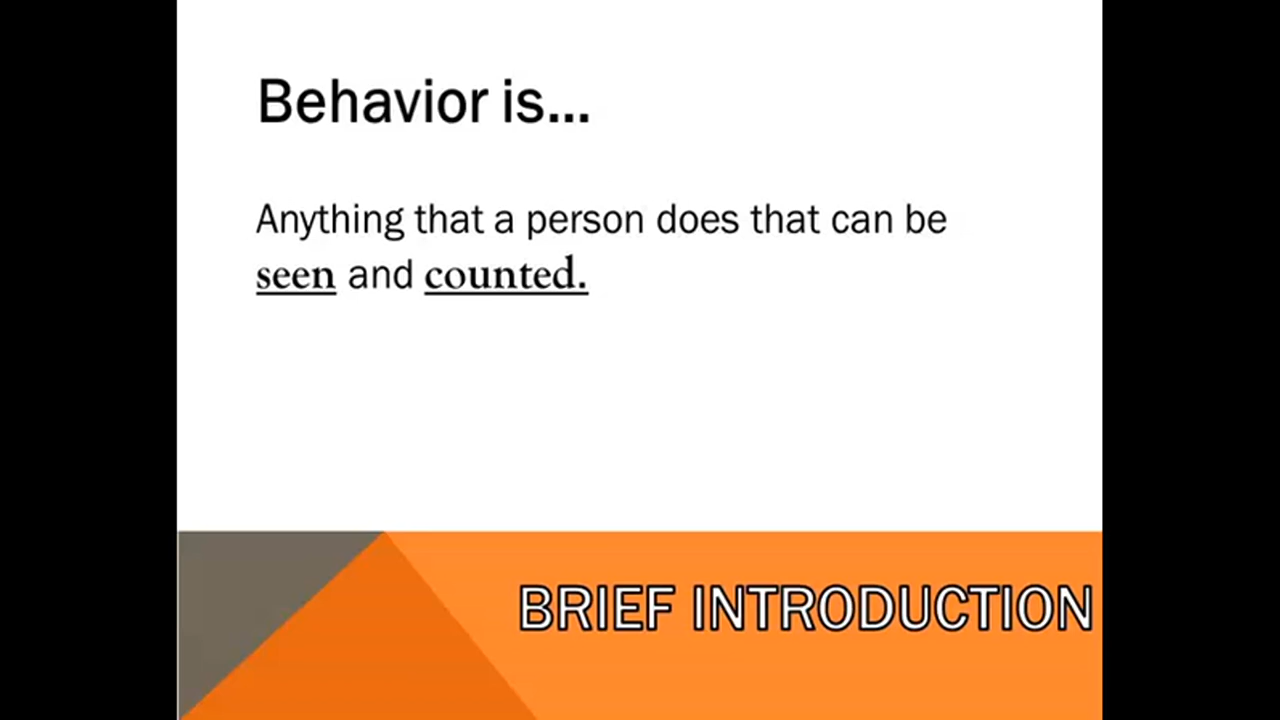 Behavior is...
Anything that a person does that can be
seen and counted.
BRIEF INTRODUCTION